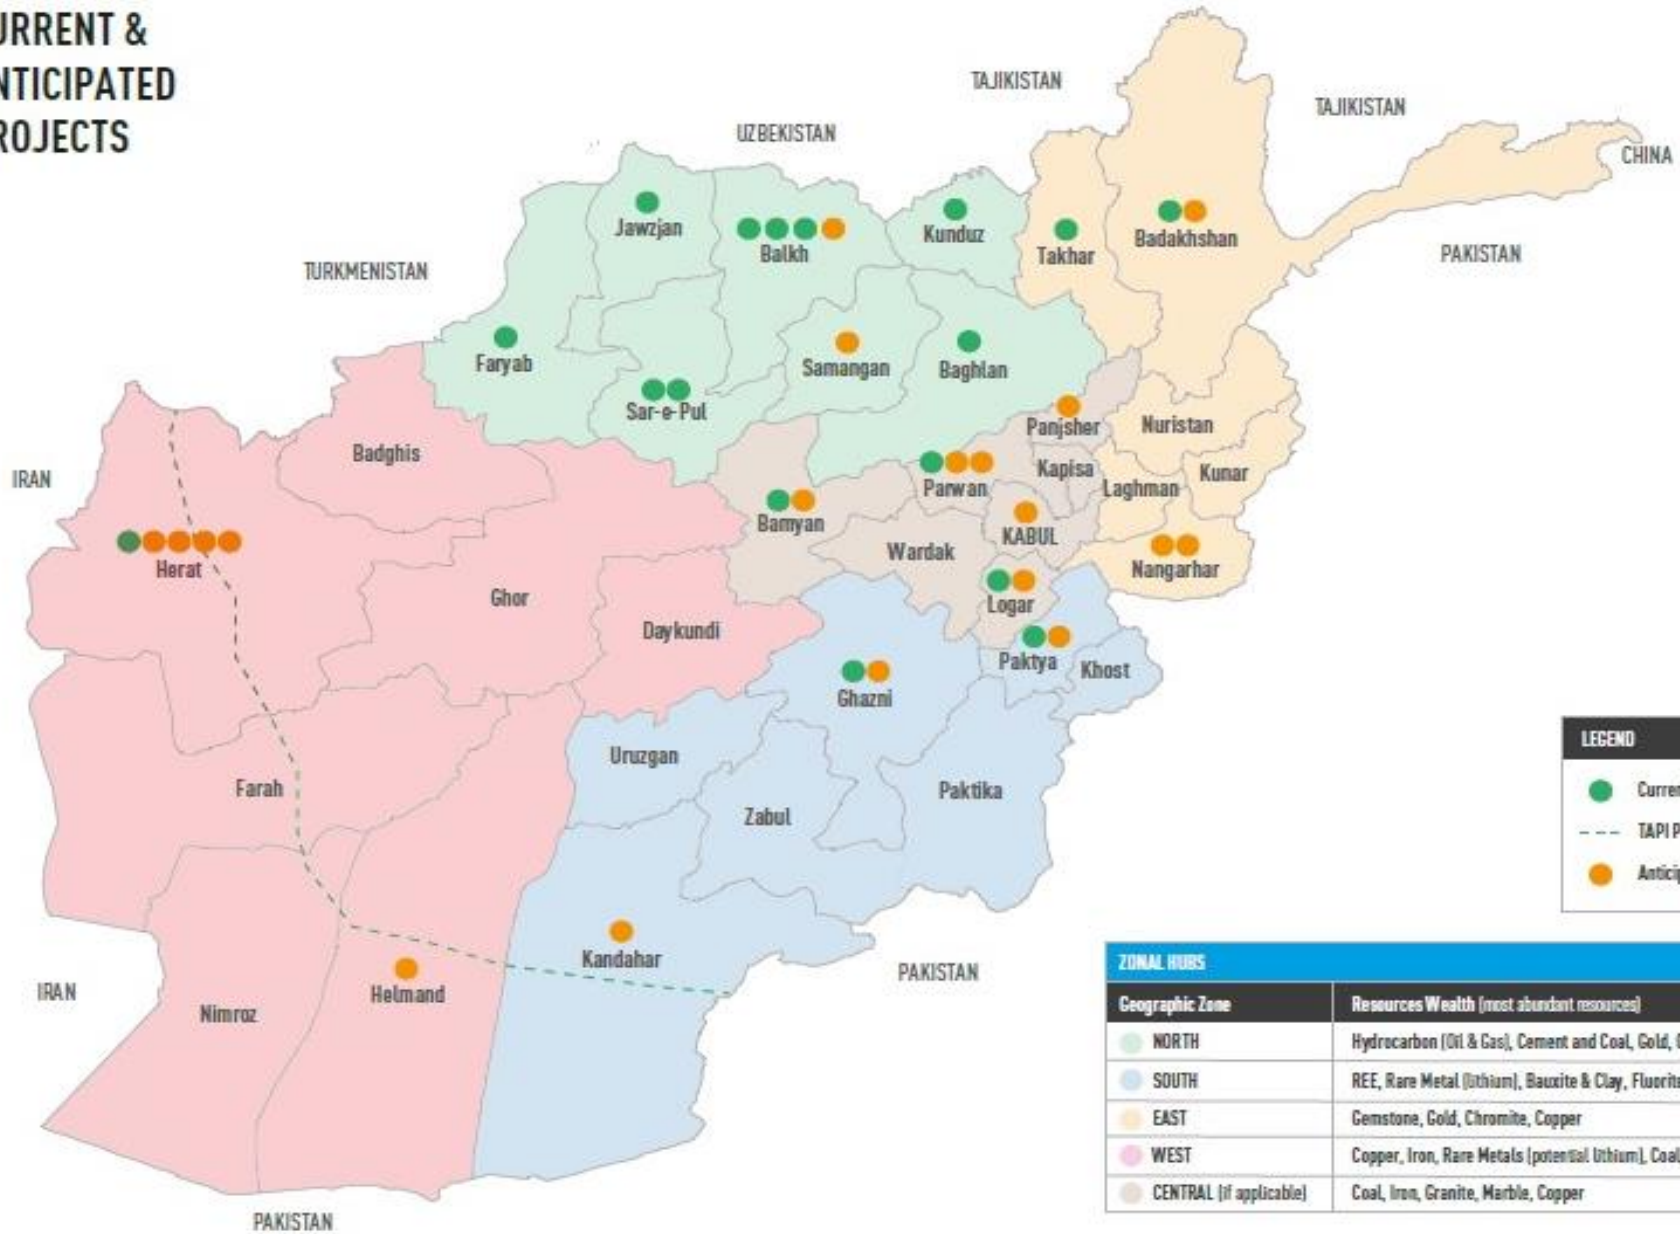 URRENT &
NTICIPATED
ROJECTS
TAJIKISTAN
TAJIKISTAN
UZBEKISTAN
CHINA
Jawzjan
Balkh
Kunduz
Takhar
Badakhshan
PAKISTAN
TURKMENISTAN
Faryab
Samangan
Baghlan
Sar-e-Pul
Panjsher
Nuristan
Badghis
IRAN
Kapisa
Kunar
Parwan
Laghman
Bamyan
KABUL
Wardak
Herat
Nangarhar
Ghor
Logar
Daykundi
Paktya
Khost
Ghazni
LEGEND
Uruzgan
Farah
Curren
Paktika
Zabul
TAPI P
Antici
Kandahar
PAKISTAN
IRAN
Helmand
Nimroz
PAKISTAN
ZONAL HUBS
Geographic Zone Resources Wealth (most abundant resources)
NORTH Hydrocarbon (Oil & Gas), Cement and Coal, Gold,
SOUTH REE, Rare Metal (lithium), Bauxite & Clay, Fluorite
EAST Gemstone, Gold, Chromite, Copper
WEST Copper, Iron, Rare Metals (potential lithium), Coal
CENTRAL (if applicable) Coal, Iron, Granite, Marble, Copper